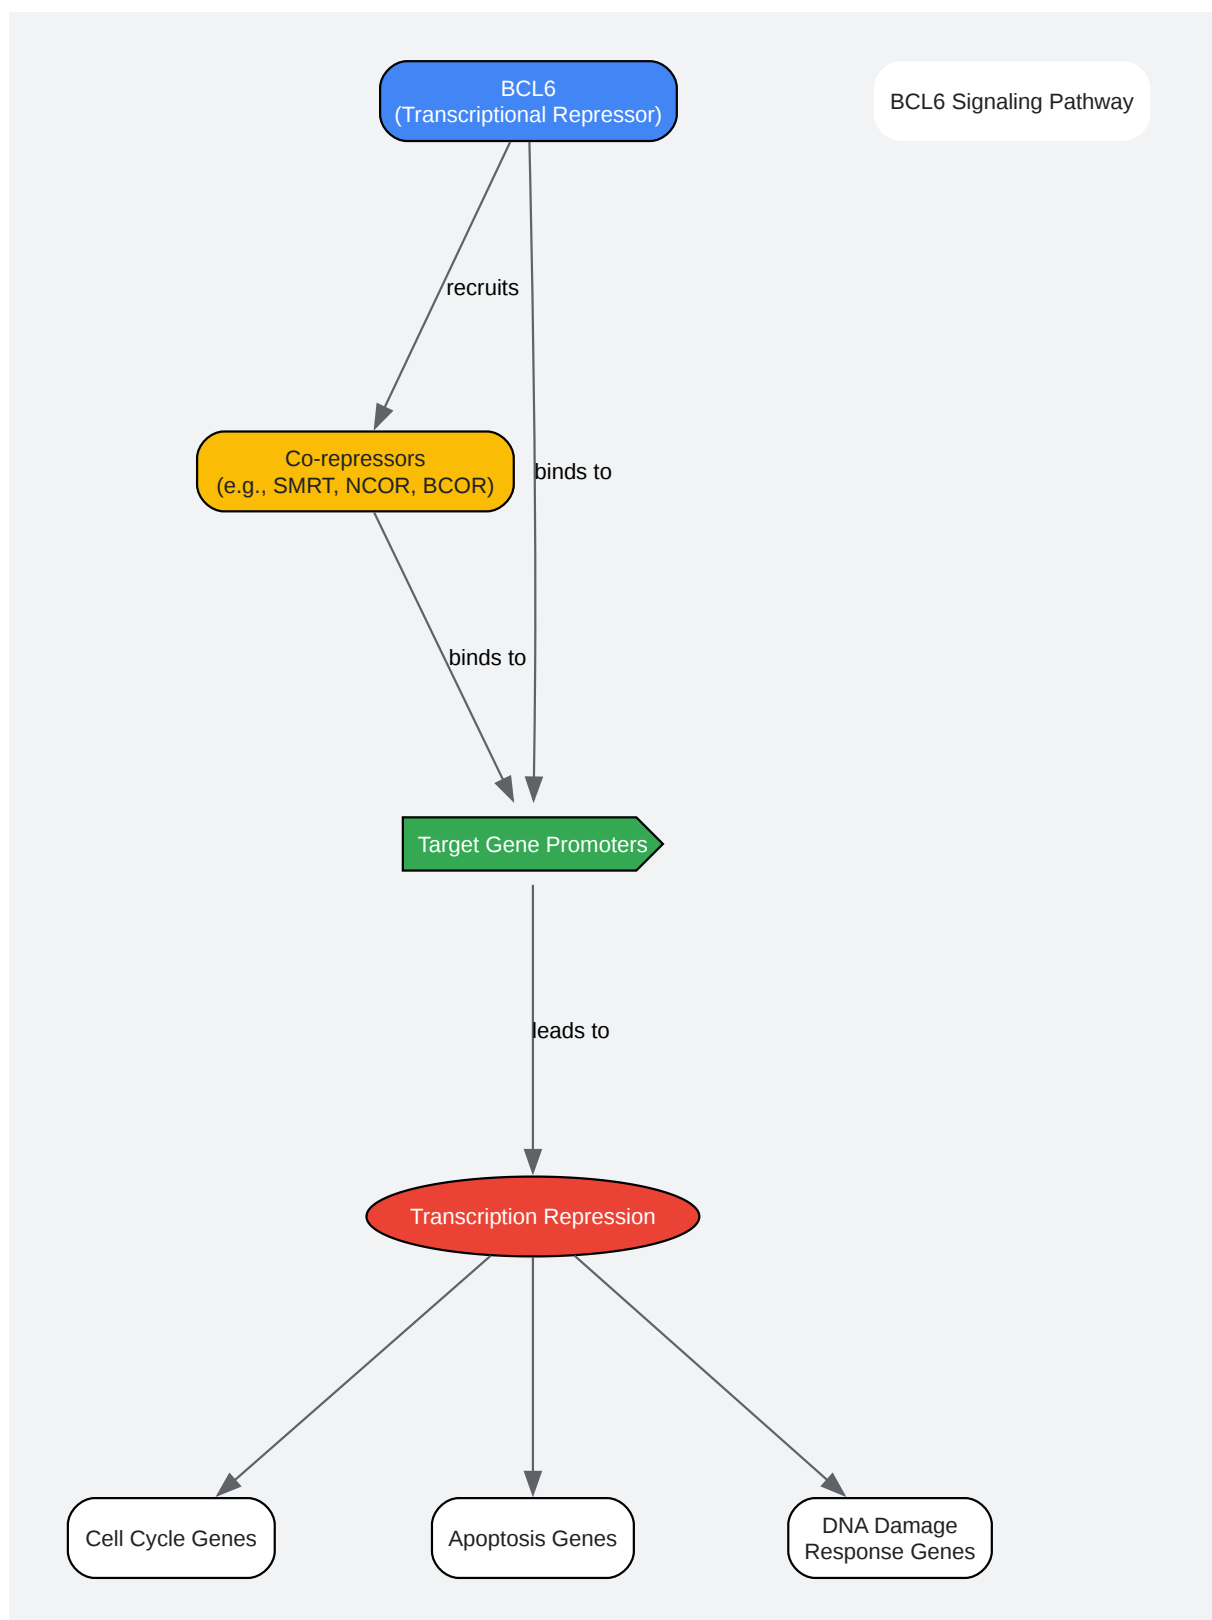 BCL6
(Transcriptional Repressor)
BCL6 Signaling Pathway
recruits
Co-repressors
(e.g., SMRT, NCOR, BCOR)
binds to
binds to
Target Gene Promoters
leads to
Transcription Repression
Cell Cycle Genes
Apoptosis Genes
DNA Damage
Response Genes